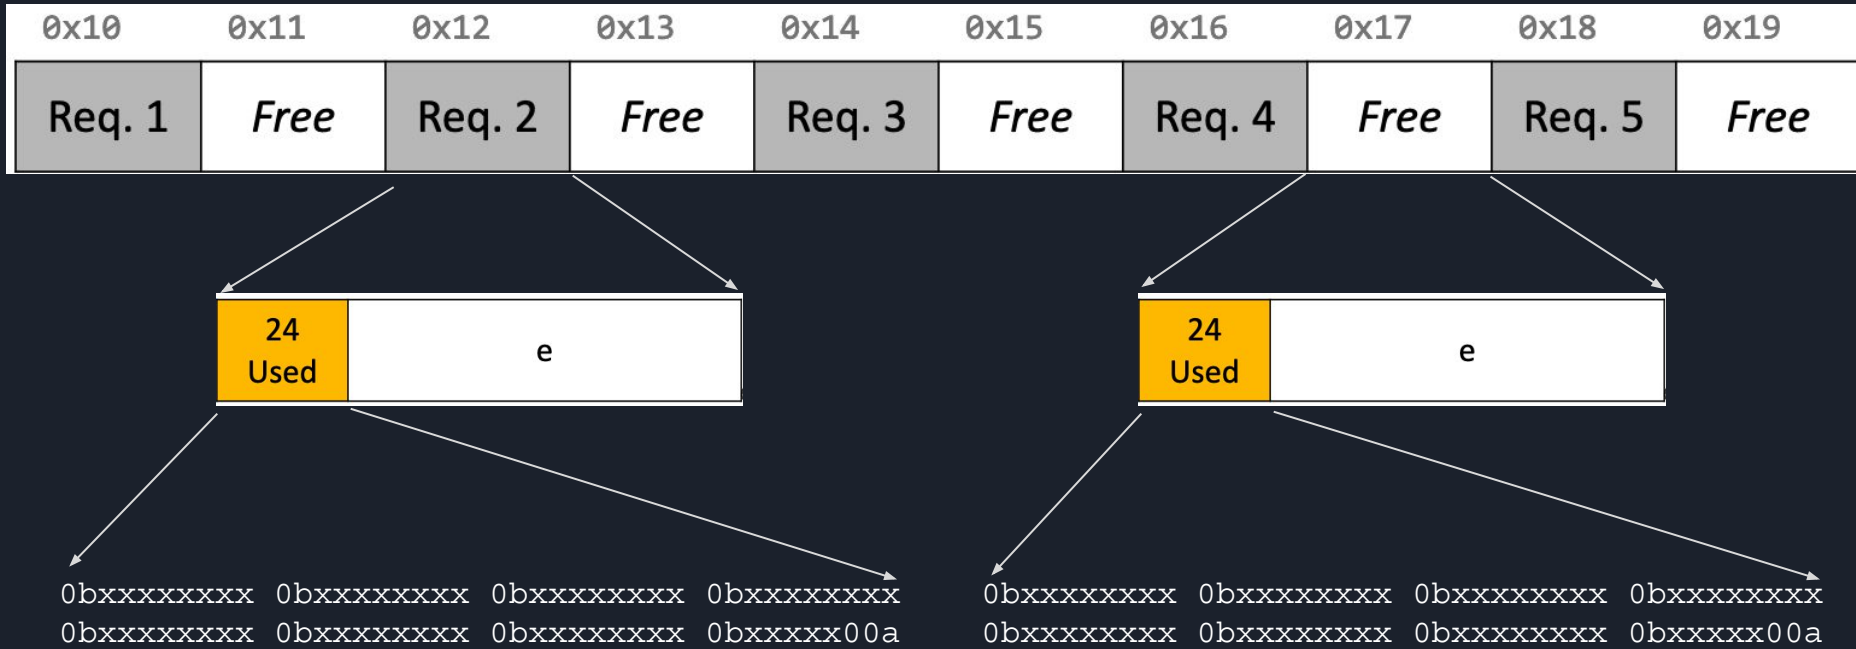 0x10 0x11 0x12 0x13 0x14 0x15 0x16 0x17 0x18 0x19
Req. 1 Free Req. 2 Free Req. 3 Free Req. 4 Free Req. 5 Free
24
Used
e
24
Used
e
0bxxxxxxxx 0bxxxxxxxx 0bxxxxxxxx 0bxxxxxxxx
0bxxxxxxxx 0bxxxxxxxx 0bxxxxxxxx 0bxxxxx00a
0bxxxxxxxx 0bxxxxxxxx 0bxxxxxxxx 0bxxxxxxxx
0bxxxxxxxx 0bxxxxxxxx 0bxxxxxxxx 0bxxxxx00a